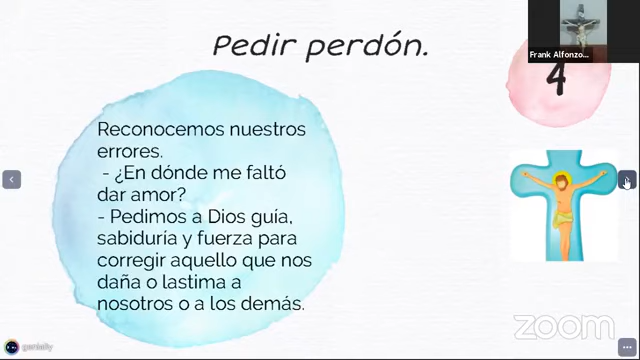 Pedir perdón.
Frank Alfonzo...
4
Reconocemos nuestros
errores.
- ¿En dónde me faltó
dar amor?
- Pedimos a Dios guía,
sabiduría y fuerza para
corregir aquello que nos
daña o lastima a
nosotros o a los demás.
genially
zoom